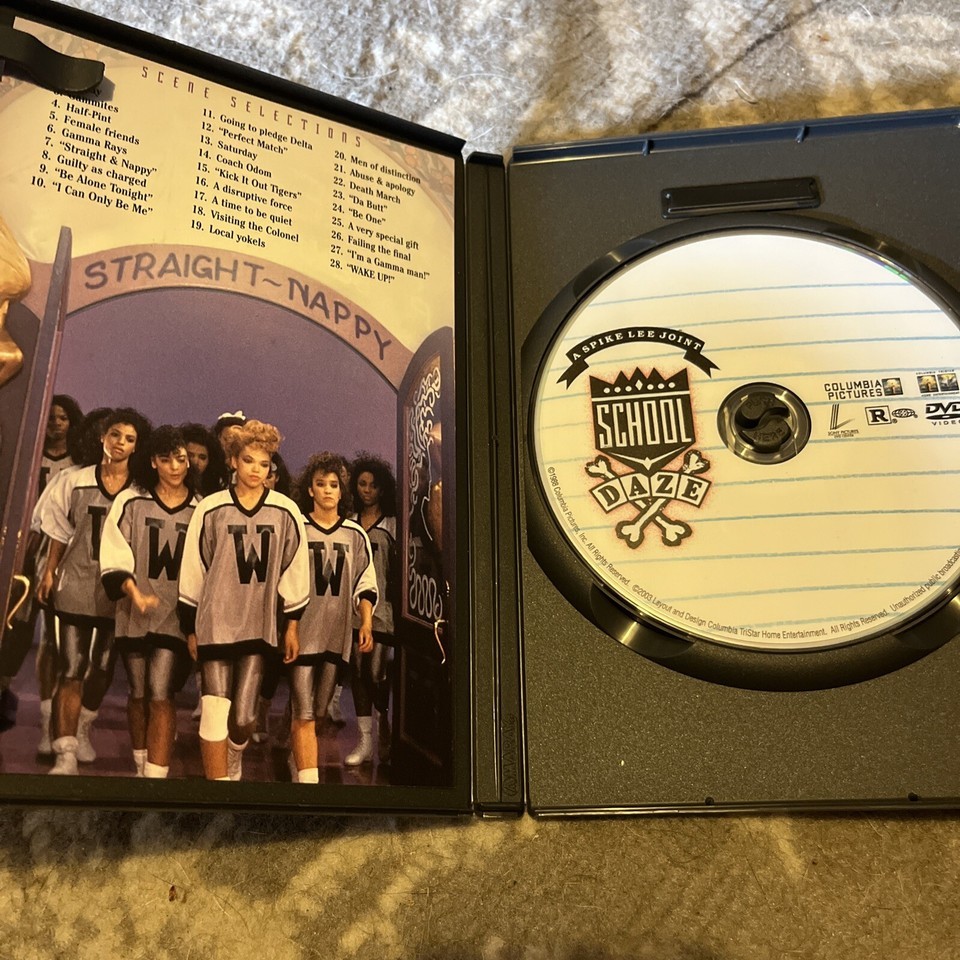 SCENE SELECTIONS
4. Half-Pint
5. Female friends
6. Gamma Rays
7. "Straight & Nappy"
8. Guilty as charged
9. "Be Alone Tonight"
10. "I Can Only Be Me"
11. Going to pledge Delta
12. "Perfect Match"
13. Saturday
14. Coach Odom
15. "Kick It Out Tigers"
16. A disruptive force
17. A time to be quiet
18. Visiting the Colonel
19. Local yokels
20. Men of distinction
21. Abuse & apology
22. Death March
23. "Da Butt"
24. "Be One"
25. A very special gift
26. Failing the final
27. "I'm a Gamma man!"
28. "WAKE UP!"
STRAIGHT~NAPPY
W
W
W
A SPIKE LEE JOINT
SCHOOL
DAZE
COLUMBIA
PICTURES
R
DVD
VIDEO
©1988 Columbia Pictures, Inc. All Rights Reserved. ©2003 Layout and Design Columbia TriStar Home Entertainment. All Rights Reserved. Unauthorized public